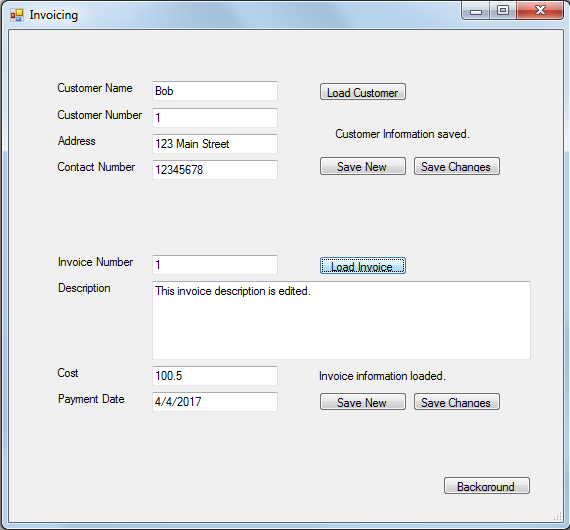 Invoicing
Customer Name Bob Load Customer
Customer Number 1
Customer Information saved.
Address 123 Main Street
Contact Number 12345678 Save New Save Changes
Invoice Number 1 Load Invoice
Description This invoice description is edited.
Cost 100.5 Invoice information loaded.
Payment Date 4/4/2017 Save New Save Changes
Background